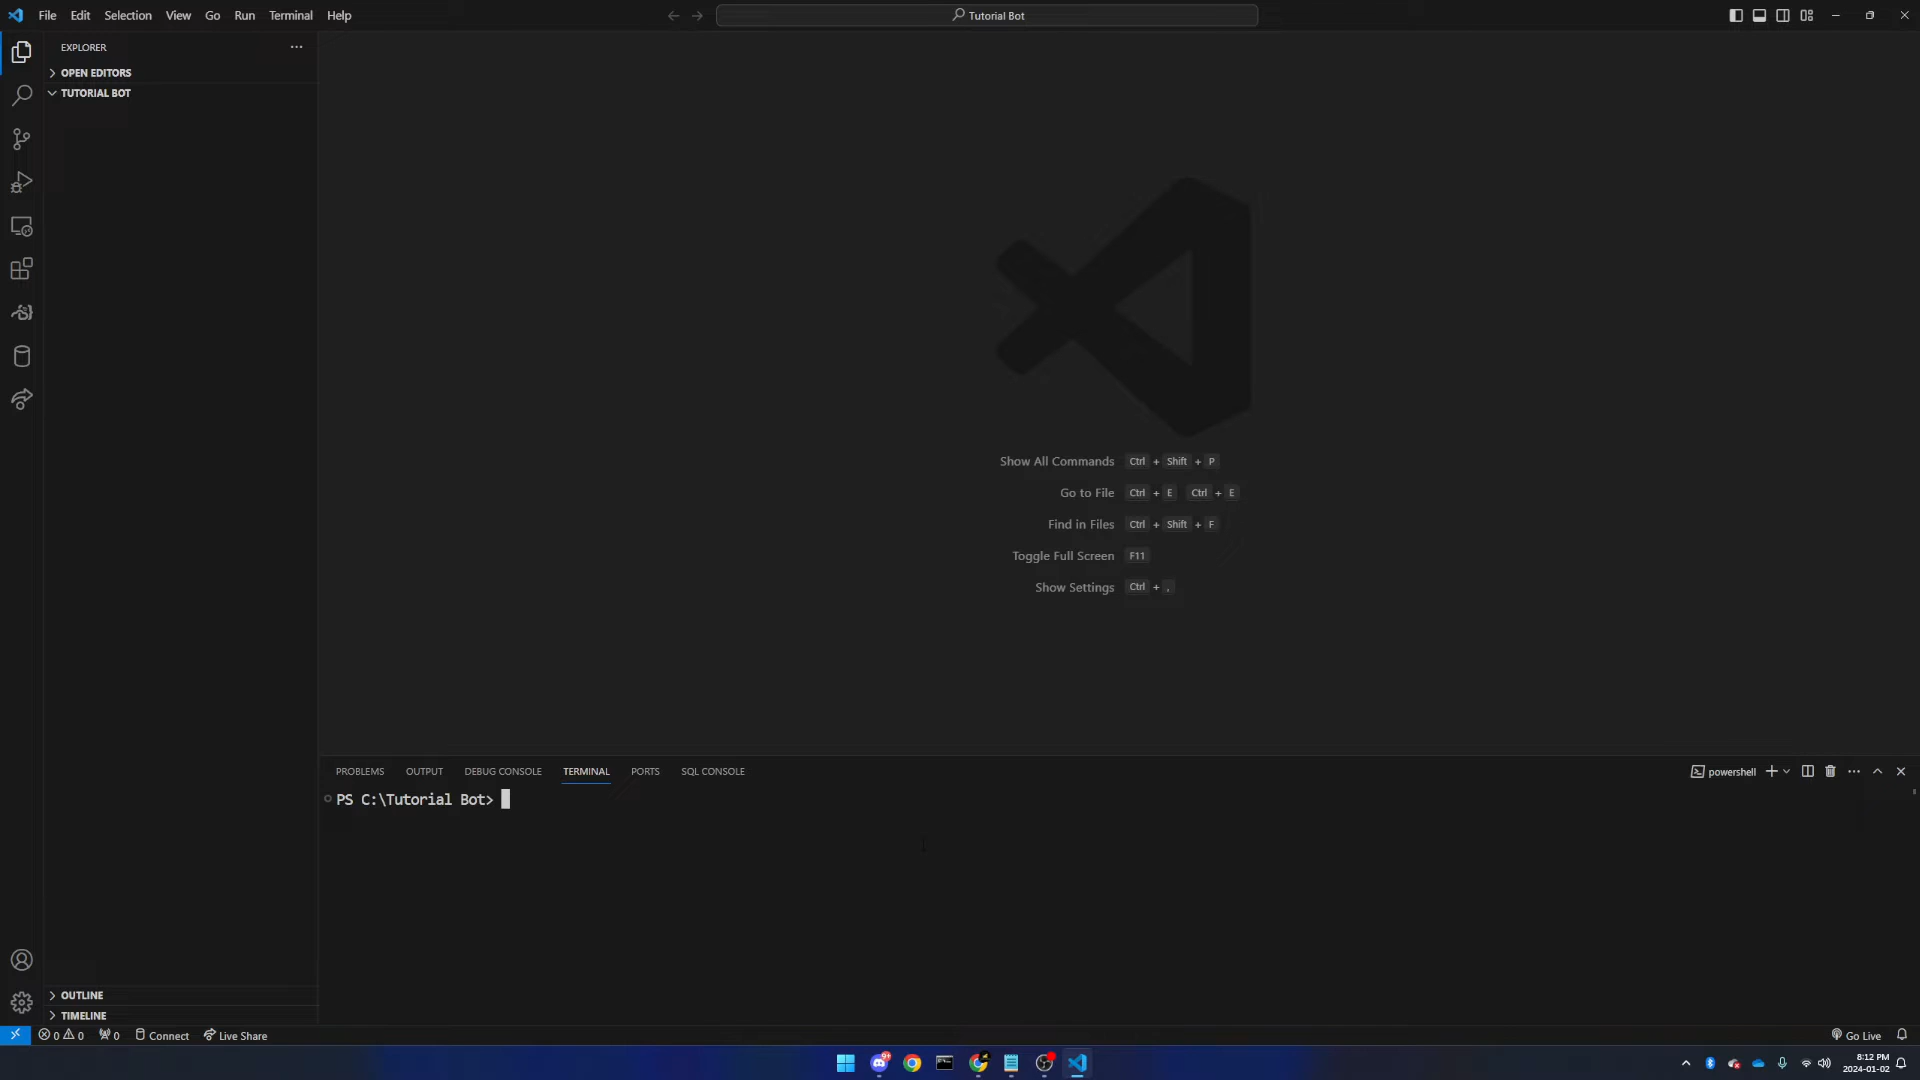 File Edit Selection View Go Run Terminal Help
Tutorial Bot
EXPLORER
OPEN EDITORS
TUTORIAL BOT
Show All Commands Ctrl + Shift + P
Go to File Ctrl + E Ctrl + E
Find in Files Ctrl + Shift + F
Toggle Full Screen F11
Show Settings Ctrl + ,
PROBLEMS OUTPUT DEBUG CONSOLE TERMINAL PORTS SQL CONSOLE
powershell
PS C:\Tutorial Bot>
OUTLINE
TIMELINE
0 0 0 Connect Live Share
Go Live
9+
8:12 PM
2024-01-02